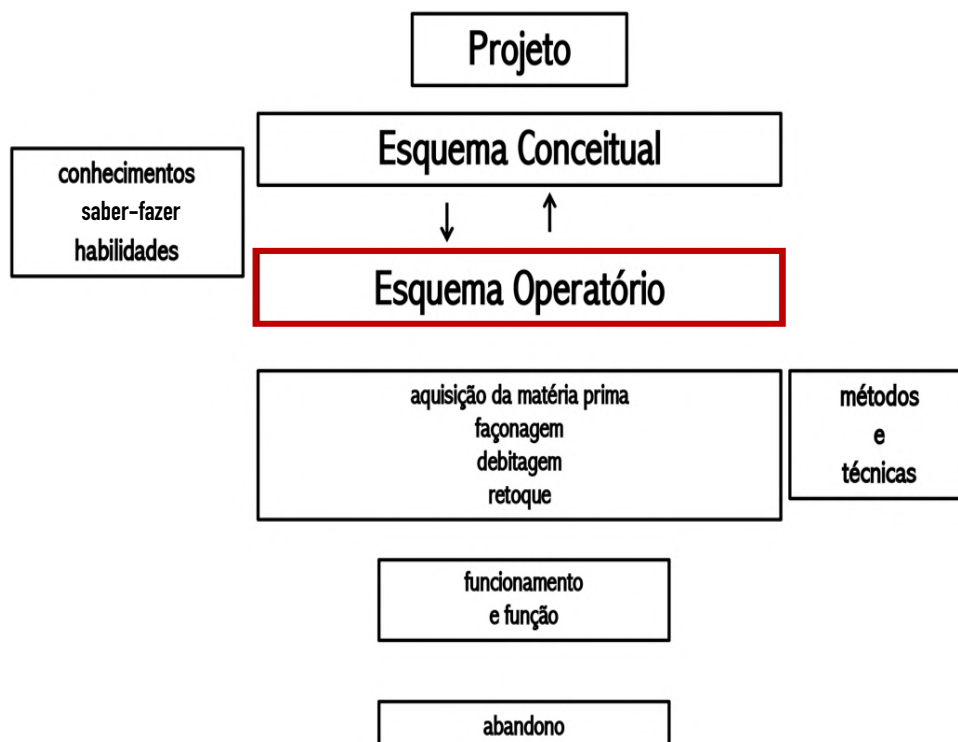 Projeto
Esquema Conceitual
conhecimentos
saber-fazer
habilidades
Esquema Operatório
aquisição da matéria prima
façonagem
debitagem
retoque
métodos
e
técnicas
funcionamento
e função
abandono